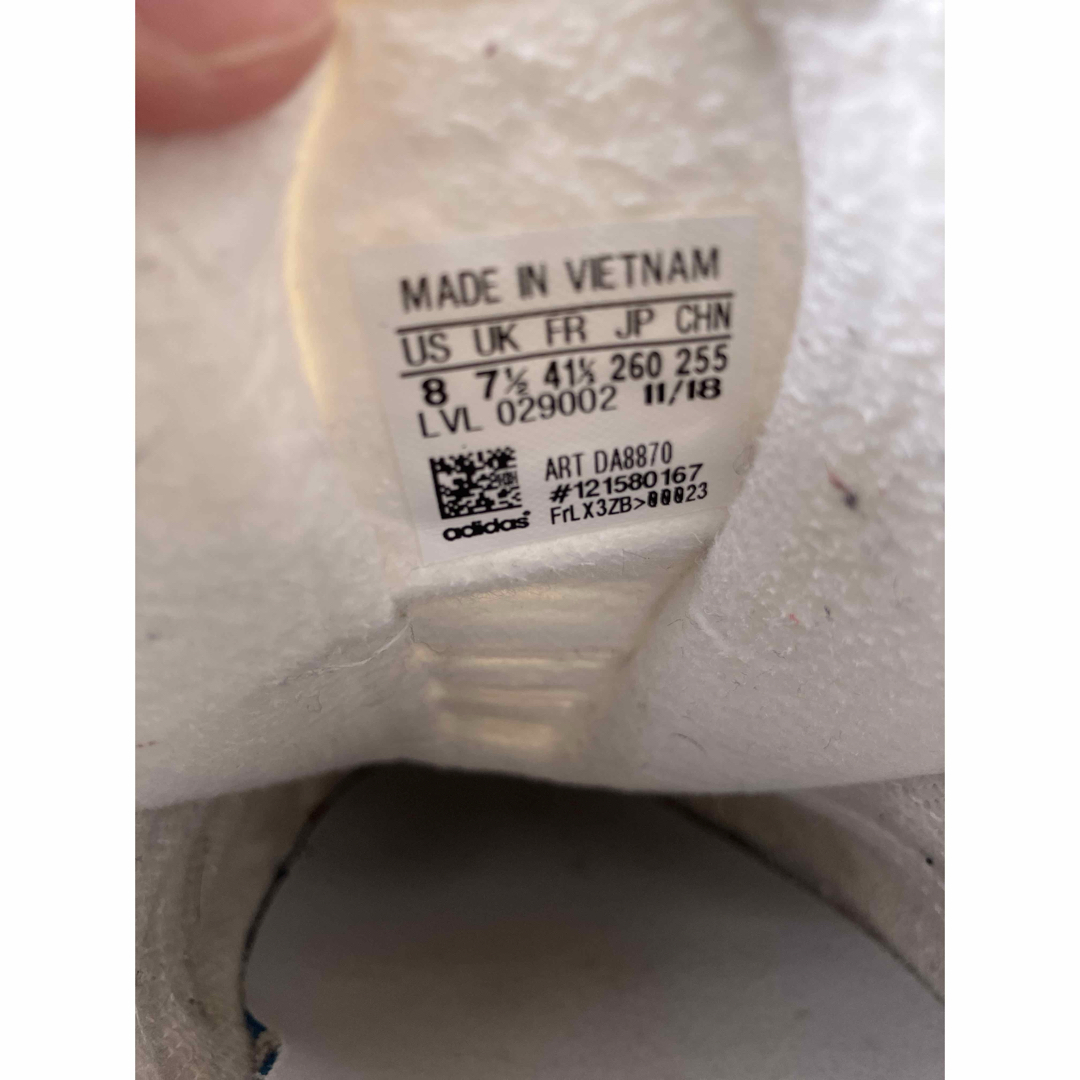 MADE IN VIETNAM
US UK FR JP CHN
8 7½ 41⅓ 260 255
LVL 029002 11/18
ART DA8870
#121580167
FrLX3ZB>00023
adidas